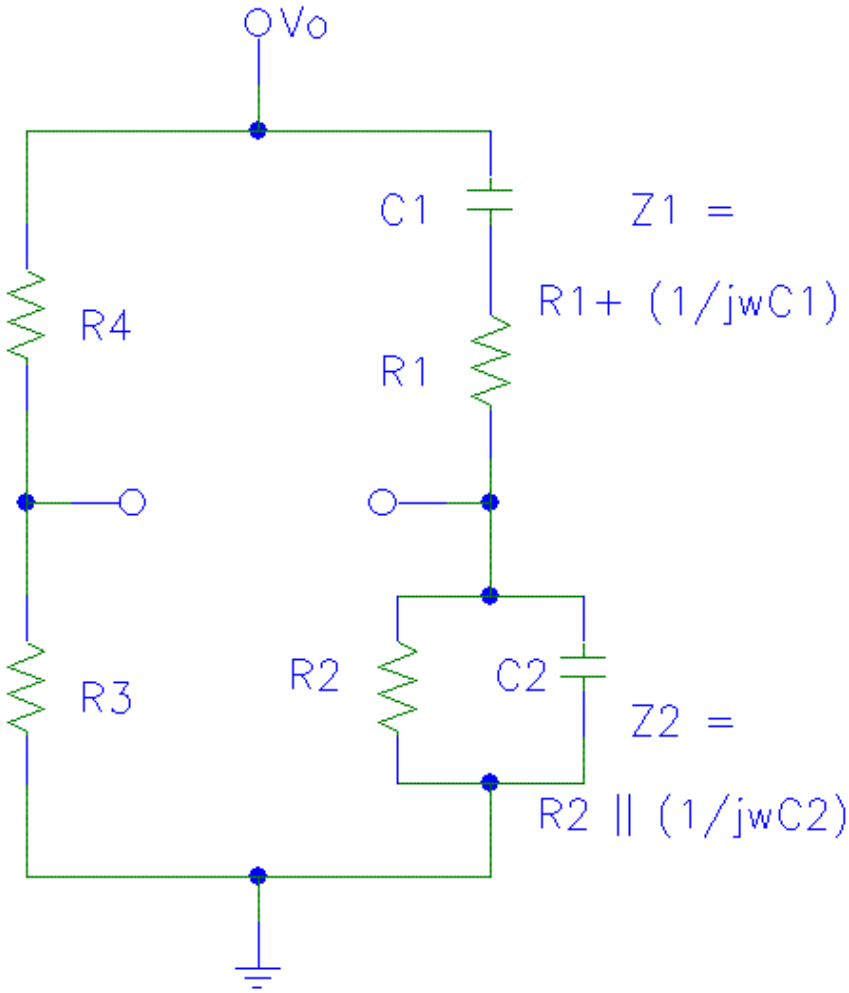 Vo
C1
Z1 =
R1+ (1/jwC1)
R4
R1
R2
C2
R3
Z2 =
R2 || (1/jwC2)